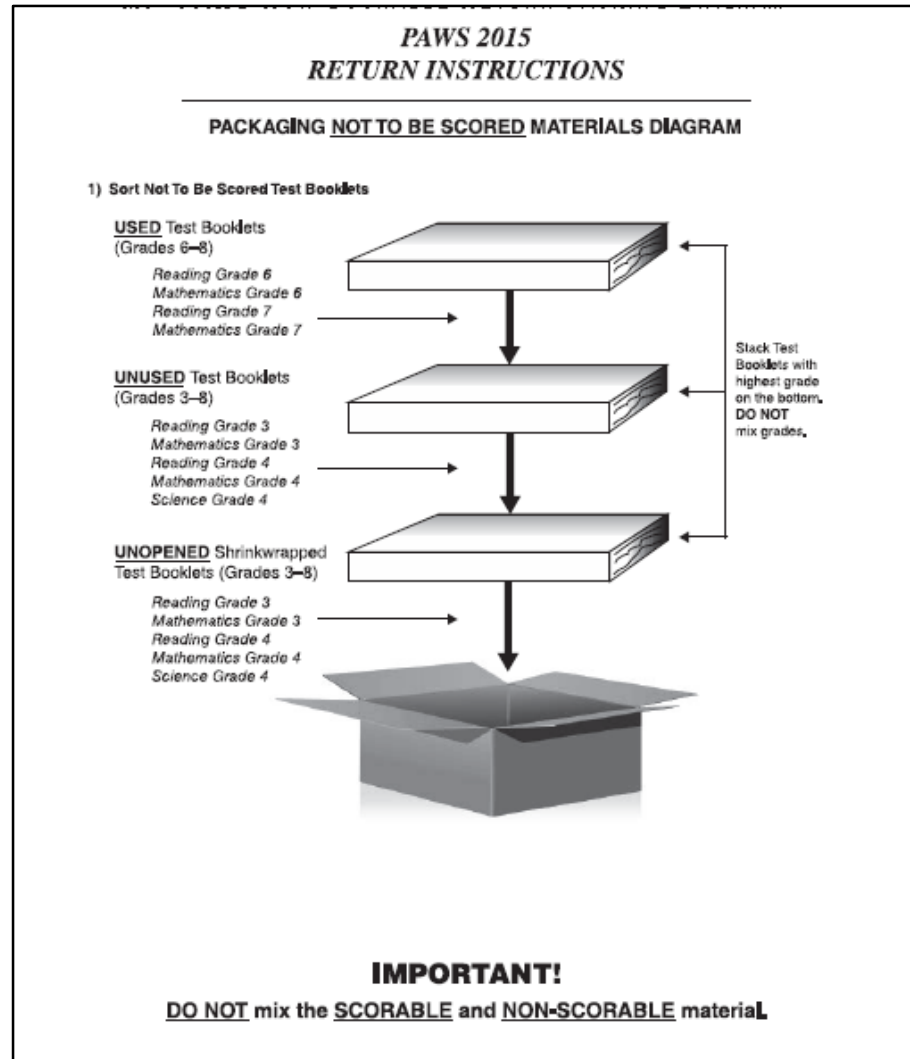 PAWS 2015
RETURN INSTRUCTIONS
PACKAGING NOT TO BE SCORED MATERIALS DIAGRAM
1) Sort Not To Be Scored Test Booklets
USED Test Booklets
(Grades 6–8)
Reading Grade 6
Mathematics Grade 6
Reading Grade 7
Mathematics Grade 7
UNUSED Test Booklets
(Grades 3–8)
Reading Grade 3
Mathematics Grade 3
Reading Grade 4
Mathematics Grade 4
Science Grade 4
UNOPENED Shrinkwrapped
Test Booklets (Grades 3–8)
Reading Grade 3
Mathematics Grade 3
Reading Grade 4
Mathematics Grade 4
Science Grade 4
Stack Test
Booklets with
highest grade
on the bottom.
DO NOT
mix grades.
IMPORTANT!
DO NOT mix the SCORABLE and NON-SCORABLE material.